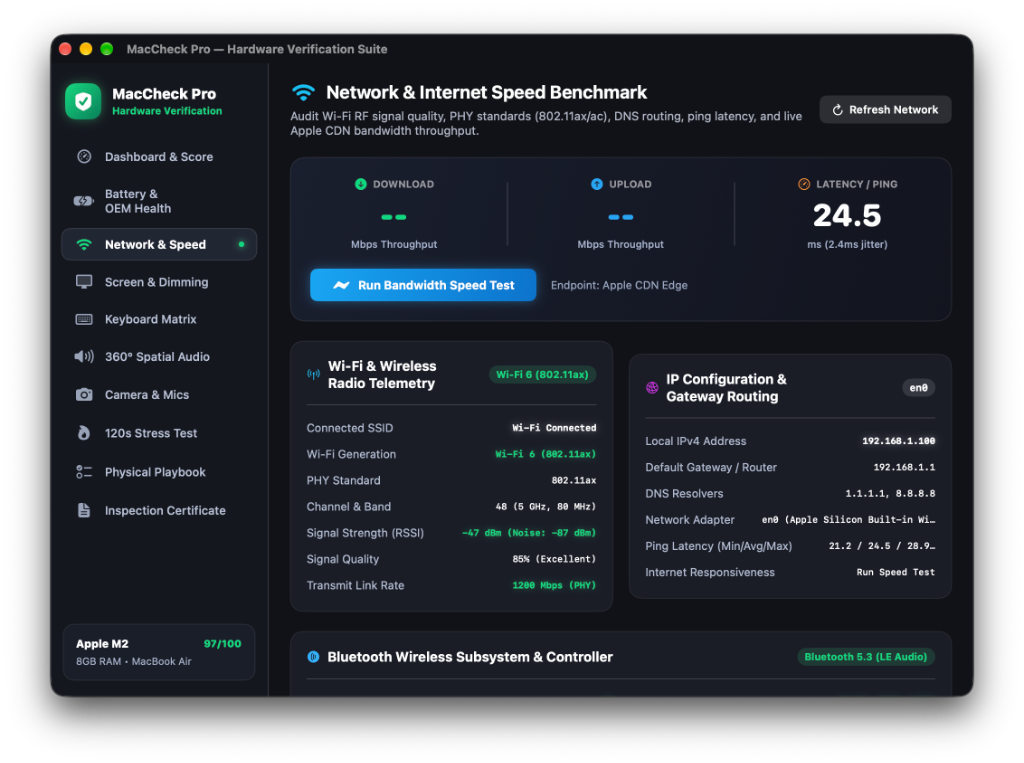 MacCheck Pro — Hardware Verification Suite
MacCheck Pro
Hardware Verification
Dashboard & Score
Battery &
OEM Health
Network & Speed
Screen & Dimming
Keyboard Matrix
360° Spatial Audio
Camera & Mics
120s Stress Test
Physical Playbook
Inspection Certificate
Apple M2
97/100
8GB RAM • MacBook Air
Network & Internet Speed Benchmark
Audit Wi-Fi RF signal quality, PHY standards (802.11ax/ac), DNS routing, ping latency, and live
Apple CDN bandwidth throughput.
Refresh Network
DOWNLOAD
--
Mbps Throughput
UPLOAD
--
Mbps Throughput
LATENCY / PING
24.5
ms (2.4ms jitter)
Run Bandwidth Speed Test
Endpoint: Apple CDN Edge
Wi-Fi & Wireless
Radio Telemetry
Wi-Fi 6 (802.11ax)
Connected SSID Wi-Fi Connected
Wi-Fi Generation Wi-Fi 6 (802.11ax)
PHY Standard 802.11ax
Channel & Band 48 (5 GHz, 80 MHz)
Signal Strength (RSSI) -47 dBm (Noise: -87 dBm)
Signal Quality 85% (Excellent)
Transmit Link Rate 1200 Mbps (PHY)
IP Configuration &
Gateway Routing
en0
Local IPv4 Address 192.168.1.100
Default Gateway / Router 192.168.1.1
DNS Resolvers 1.1.1.1, 8.8.8.8
Network Adapter en0 (Apple Silicon Built-in Wi…
Ping Latency (Min/Avg/Max) 21.2 / 24.5 / 28.9…
Internet Responsiveness Run Speed Test
Bluetooth Wireless Subsystem & Controller
Bluetooth 5.3 (LE Audio)